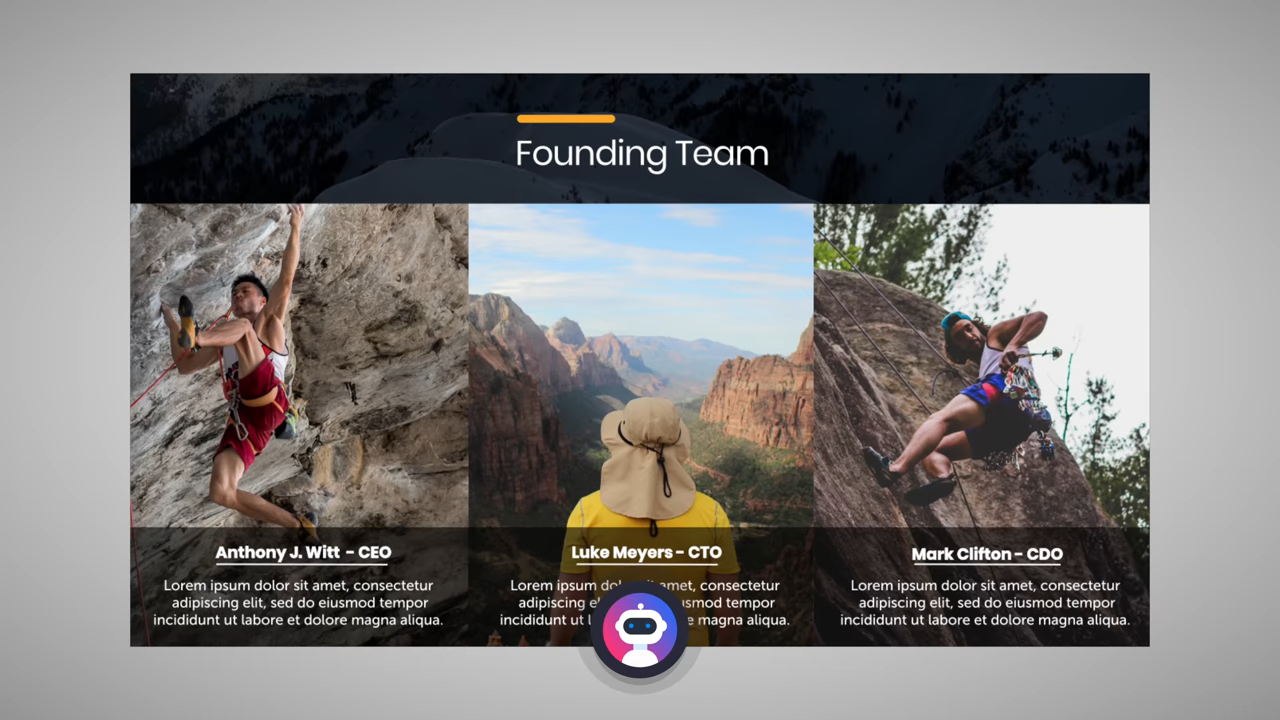 Founding Team
Anthony J. Witt - CEO
Lorem ipsum dolor sit amet, consectetur
adipiscing elit, sed do eiusmod tempor
incididunt ut labore et dolore magna aliqua.
Luke Meyers - CTO
Lorem ipsum dolor sit amet, consectetur
adipiscing eiusmod tempor
incididunt ut magna aliqua.
Mark Clifton - CDO
Lorem ipsum dolor sit amet, consectetur
adipiscing elit, sed do eiusmod tempor
incididunt ut labore et dolore magna aliqua.